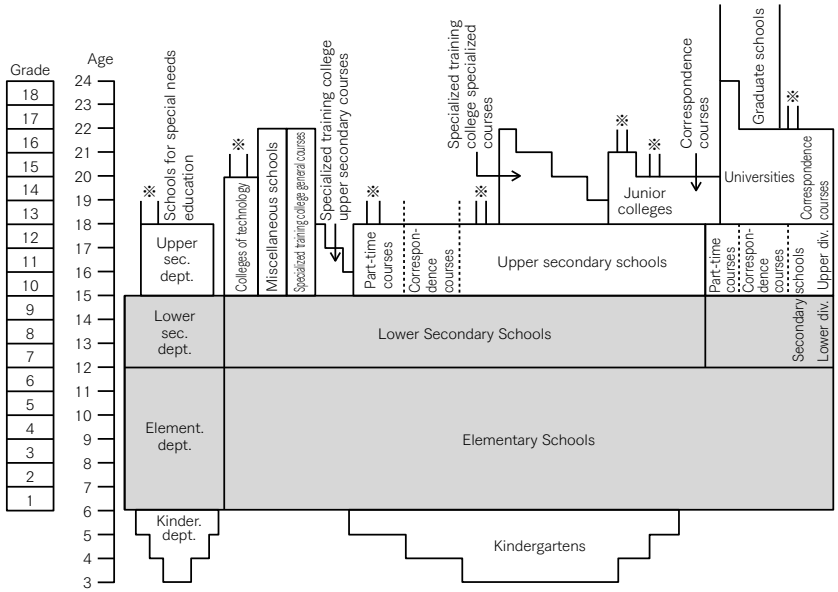 Grade
18
17
16
15
14
13
12
11
10
9
8
7
6
5
4
3
2
1
Age
24
23
22
21
20
19
18
17
16
15
14
13
12
11
10
9
8
7
6
5
4
3
※
Schools for special needs
education
Upper
sec.
dept.
Lower
sec.
dept.
Element.
dept.
Kinder.
dept.
※
Colleges of technology
Miscellaneous schools
Specialized training college general courses
Specialized training college
upper secondary courses
※
Part-time
courses
Correspon-
dence
courses
Specialized training
college specialized
courses
※
Upper secondary schools
※
※
Junior
colleges
Correspondence
courses
Universities
Graduate schools
※
Correspondence
courses
Part-time
courses
Correspon-
dence
courses
Secondary schools
Lower div. Upper div.
Lower Secondary Schools
Elementary Schools
Kindergartens